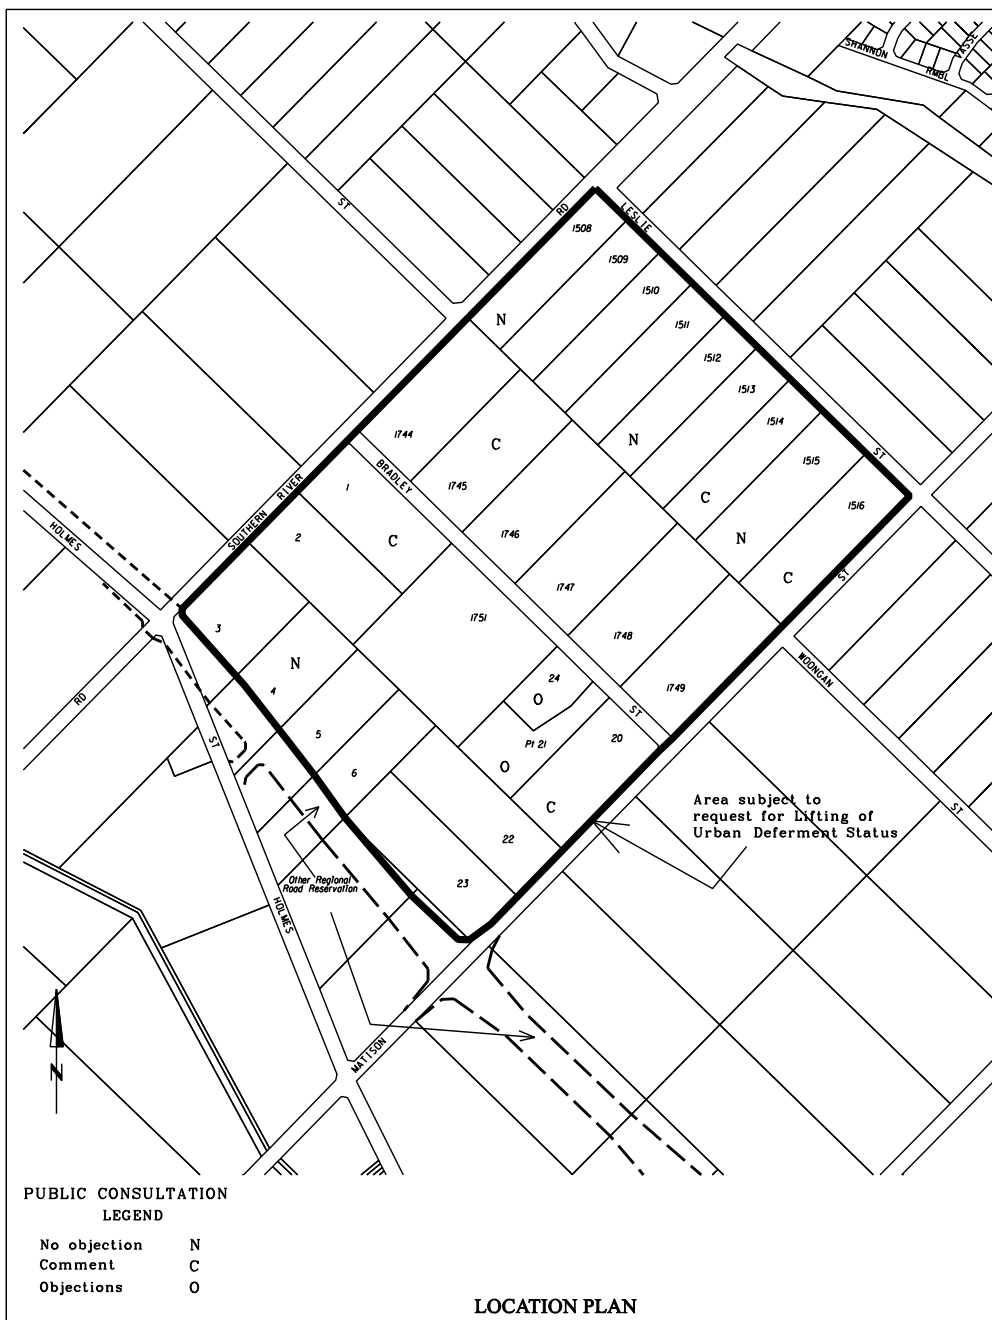 SHANNON
RMBL
YASSE
ST
RD
LESLIE
1508
1509
1510
N
1511
1512
1513
1514
1744
C
N
BRADLEY
1515
ST
1
1745
RIVER
C
1516
SOUTHERN
HOLMES
2
C
1746
N
ST
C
1747
3
1751
1748
N
WOONGAN
4
24
1749
RD
O
ST
5
ST
Pt 21
20
6
O
C
ST
Area subject to
request for Lifting of
Urban Deferment Status
22
Other Regional
Road Reservation
23
HOLMES
MATISON
N
PUBLIC CONSULTATION
LEGEND
No objection N
Comment C
Objections O
LOCATION PLAN